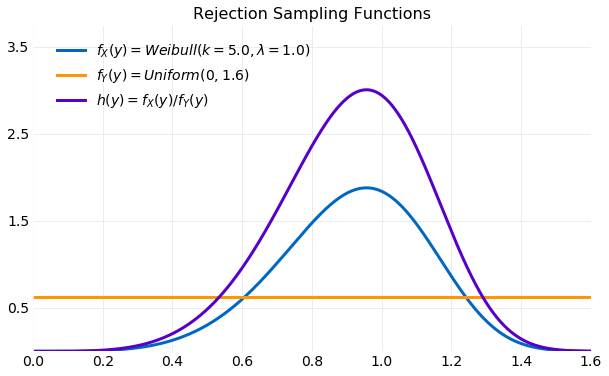 Rejection Sampling Functions
f_X(y) = Weibull(k = 5.0, λ = 1.0)
f_Y(y) = Uniform(0, 1.6)
h(y) = f_X(y)/f_Y(y)
3.5
2.5
1.5
0.5
0.0 0.2 0.4 0.6 0.8 1.0 1.2 1.4 1.6